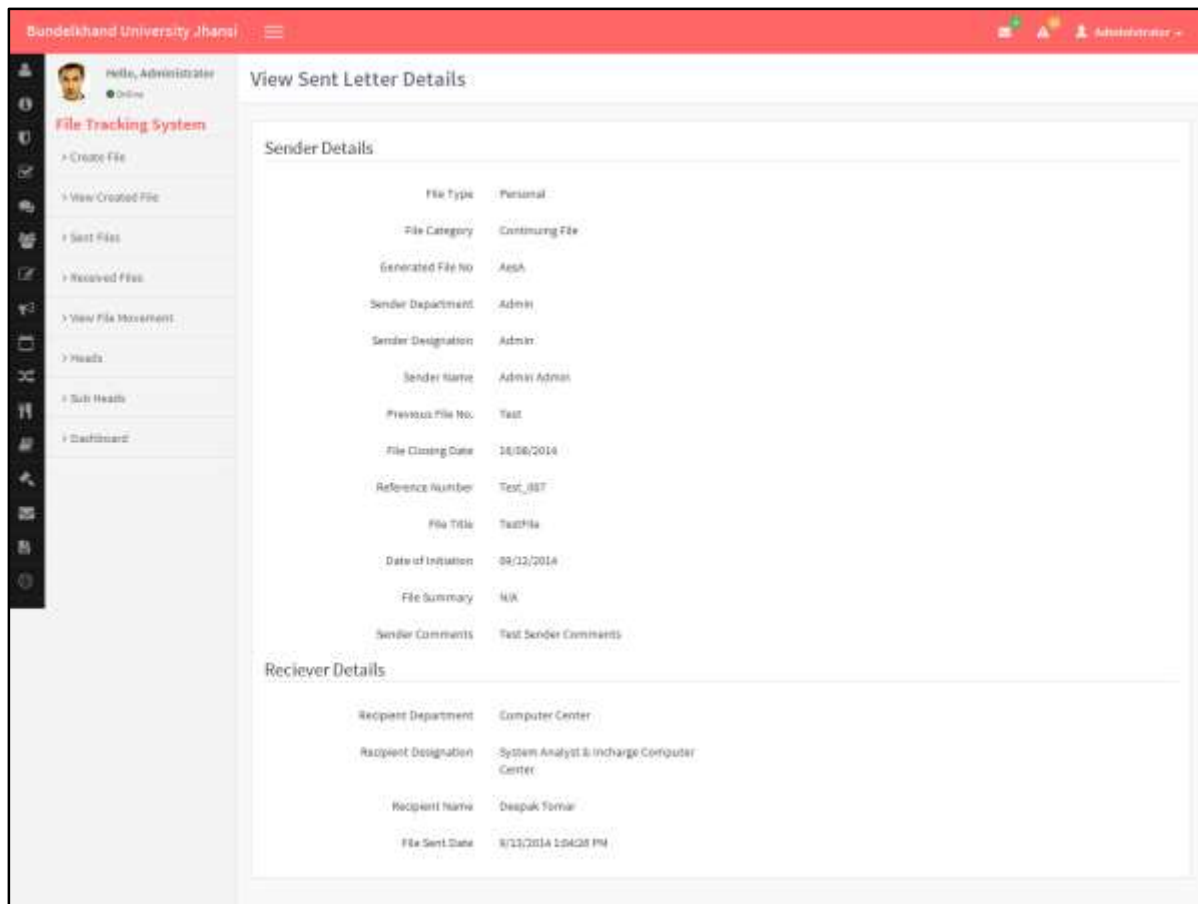 Bundelkhand University Jhansi
Administrator
Hello, Administrator
Online
File Tracking System
> Create File
> View Created File
> Sent Files
> Received Files
> View File Movement
> Heads
> Sub Heads
> Dashboard
View Sent Letter Details
Sender Details
File Type Personal
File Category Continuing File
Generated File No
Sender Department Admin
Sender Designation Admin
Sender Name Admin Admin
Previous File No. Test
File Closing Date
Reference Number
File Title TestFile
Date of Initiation 09/12/2014
File Summary N/A
Sender Comments Test Sender Comments
Reciever Details
Recipient Department Computer Center
Recipient Designation System Analyst & Incharge Computer
Center
Recipient Name Deepak Tomar
File Sent Date